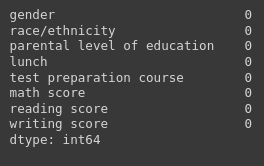 gender                         0
race/ethnicity                 0
parental level of education    0
lunch                          0
test preparation course        0
math score                     0
reading score                  0
writing score                  0
dtype: int64